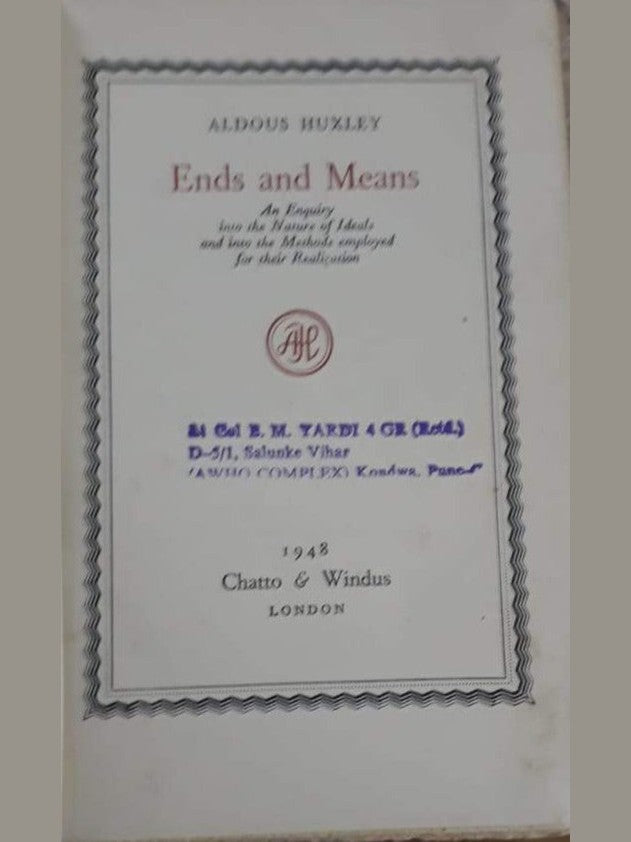 ALDOUS HUXLEY
Ends and Means
An Enquiry
into the Nature of Ideals
and into the Methods employed
for their Realization
AH
Col B. M. YARDI 4 GR (Retd.)
D-5/1, Salunke Vihar
(AWHO COMPLEX) Kondwa, Pune-
1948
Chatto & Windus
LONDON